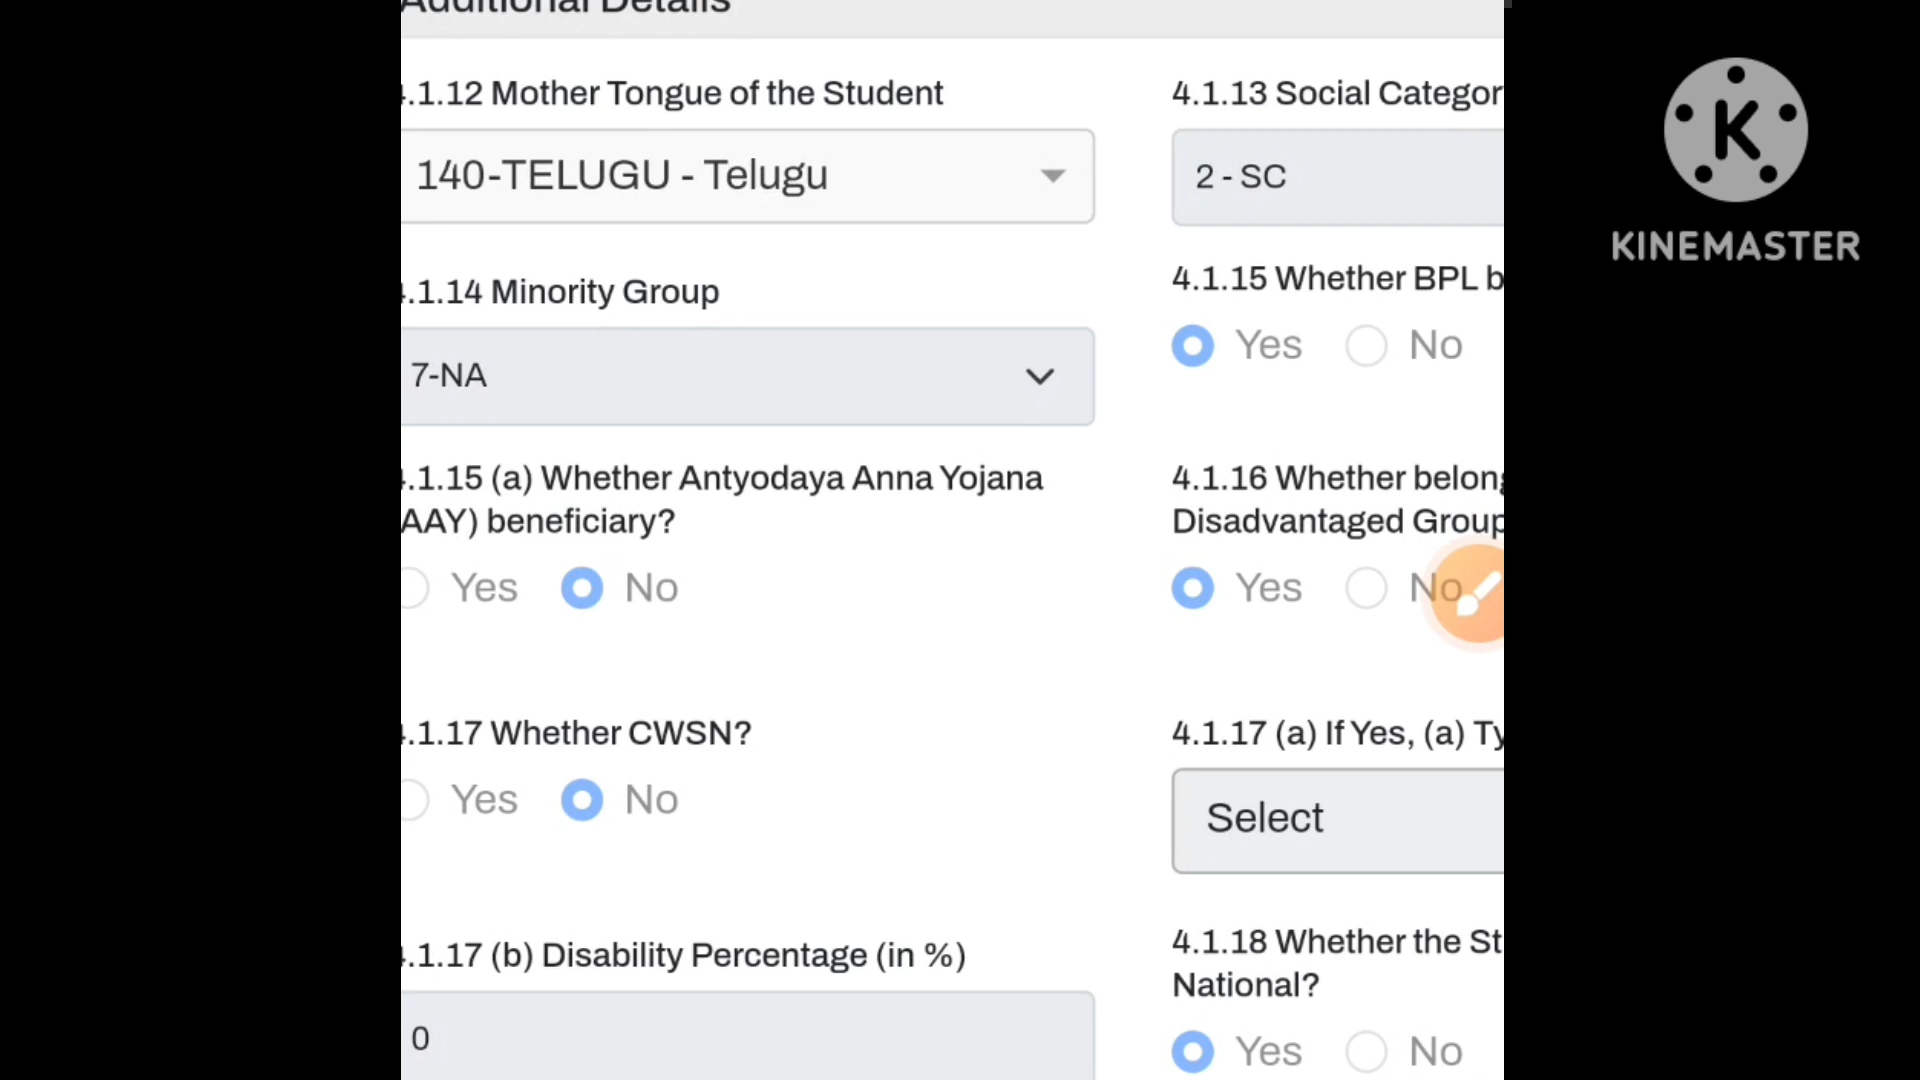 Additional Details
.1.12 Mother Tongue of the Student
4.1.13 Social Categor
140-TELUGU - Telugu
2 - SC
.1.14 Minority Group
4.1.15 Whether BPL b
7-NA
Yes No
.1.15 (a) Whether Antyodaya Anna Yojana
AAY) beneficiary?
4.1.16 Whether belong
Disadvantaged Group
Yes No
Yes No
.1.17 Whether CWSN?
4.1.17 (a) If Yes, (a) Ty
Yes No
Select
.1.17 (b) Disability Percentage (in %)
4.1.18 Whether the St
National?
0
Yes No
K
KINEMASTER